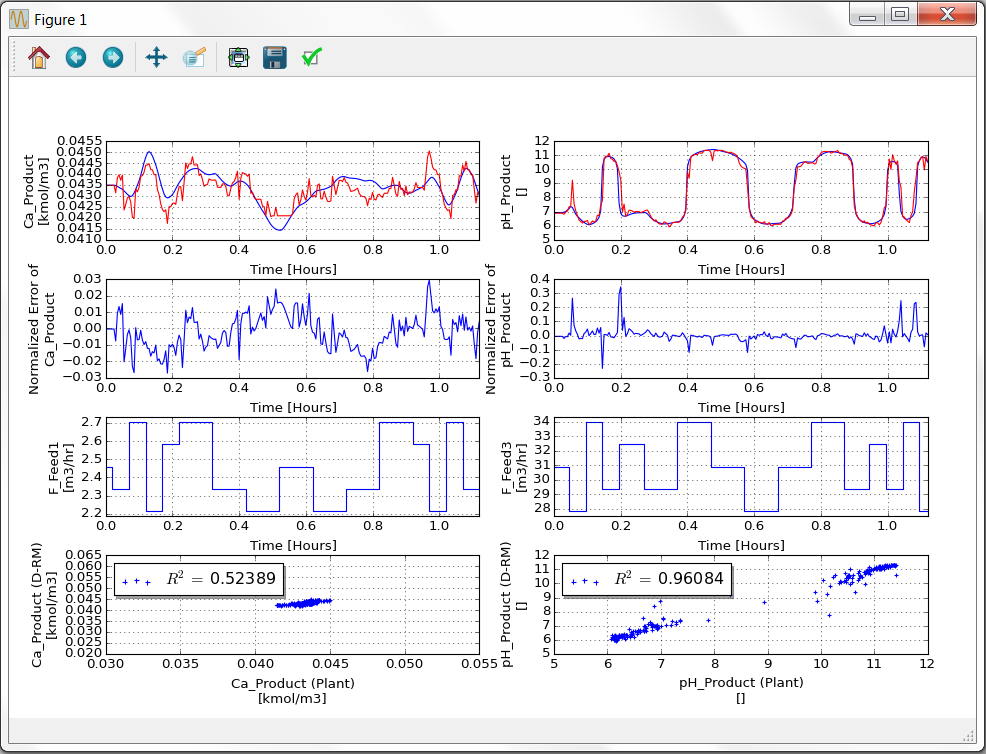 Figure 1
0.0455
0.0450
0.0445
0.0440
0.0435
0.0430
0.0425
0.0420
0.0415
0.0410
Ca_Product
[kmol/m3]
0.0 0.2 0.4 0.6 0.8 1.0
Time [Hours]
12
11
10
9
8
7
6
5
pH_Product
[]
0.0 0.2 0.4 0.6 0.8 1.0
Time [Hours]
0.03
0.02
0.01
0.00
−0.01
−0.02
−0.03
Normalized Error of
Ca_Product
0.0 0.2 0.4 0.6 0.8 1.0
Time [Hours]
0.4
0.3
0.2
0.1
0.0
−0.1
−0.2
−0.3
Normalized Error of
pH_Product
0.0 0.2 0.4 0.6 0.8 1.0
Time [Hours]
2.7
2.6
2.5
2.4
2.3
2.2
F_Feed1
[m3/hr]
0.0 0.2 0.4 0.6 0.8 1.0
Time [Hours]
34
33
32
31
30
29
28
F_Feed3
[m3/hr]
0.0 0.2 0.4 0.6 0.8 1.0
Time [Hours]
0.065
0.060
0.055
0.050
0.045
0.040
0.035
0.030
0.025
0.020
Ca_Product (D-RM)
[kmol/m3]
R² = 0.52389
0.030 0.035 0.040 0.045 0.050 0.055
Ca_Product (Plant)
[kmol/m3]
12
11
10
9
8
7
6
5
pH_Product (D-RM)
[]
R² = 0.96084
5 6 7 8 9 10 11 12
pH_Product (Plant)
[]